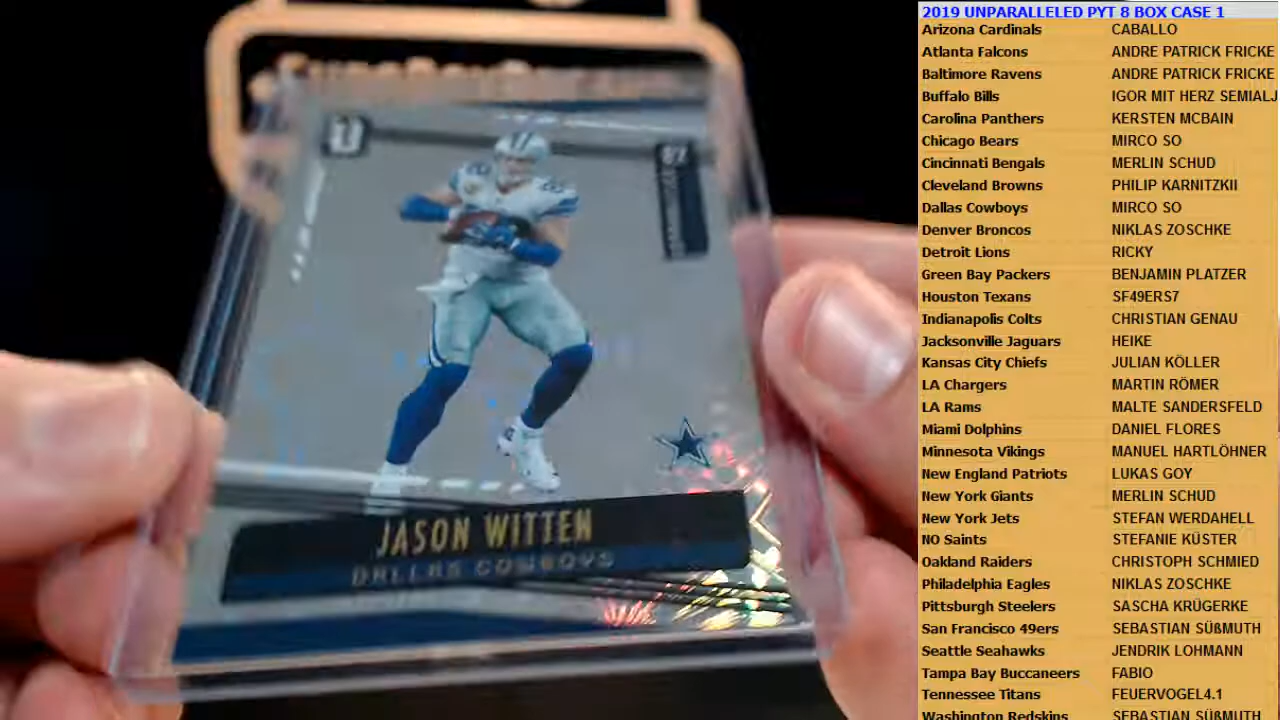 U
82
JASON WITTEN
DALLAS COWBOYS
2019 UNPARALLELED PYT 8 BOX CASE 1
Arizona Cardinals CABALLO
Atlanta Falcons ANDRE PATRICK FRICKE
Baltimore Ravens ANDRE PATRICK FRICKE
Buffalo Bills IGOR MIT HERZ SEMIALJ
Carolina Panthers KERSTEN MCBAIN
Chicago Bears MIRCO SO
Cincinnati Bengals MERLIN SCHUD
Cleveland Browns PHILIP KARNITZKII
Dallas Cowboys MIRCO SO
Denver Broncos NIKLAS ZOSCHKE
Detroit Lions RICKY
Green Bay Packers BENJAMIN PLATZER
Houston Texans SF49ERS7
Indianapolis Colts CHRISTIAN GENAU
Jacksonville Jaguars HEIKE
Kansas City Chiefs JULIAN KÖLLER
LA Chargers MARTIN RÖMER
LA Rams MALTE SANDERSFELD
Miami Dolphins DANIEL FLORES
Minnesota Vikings MANUEL HARTLÖHNER
New England Patriots LUKAS GOY
New York Giants MERLIN SCHUD
New York Jets STEFAN WERDAHELL
NO Saints STEFANIE KÜSTER
Oakland Raiders CHRISTOPH SCHMIED
Philadelphia Eagles NIKLAS ZOSCHKE
Pittsburgh Steelers SASCHA KRÜGERKE
San Francisco 49ers SEBASTIAN SÜßMUTH
Seattle Seahawks JENDRIK LOHMANN
Tampa Bay Buccaneers FABIO
Tennessee Titans FEUERVOGEL4.1
Washington Redskins SEBASTIAN SÜßMUTH